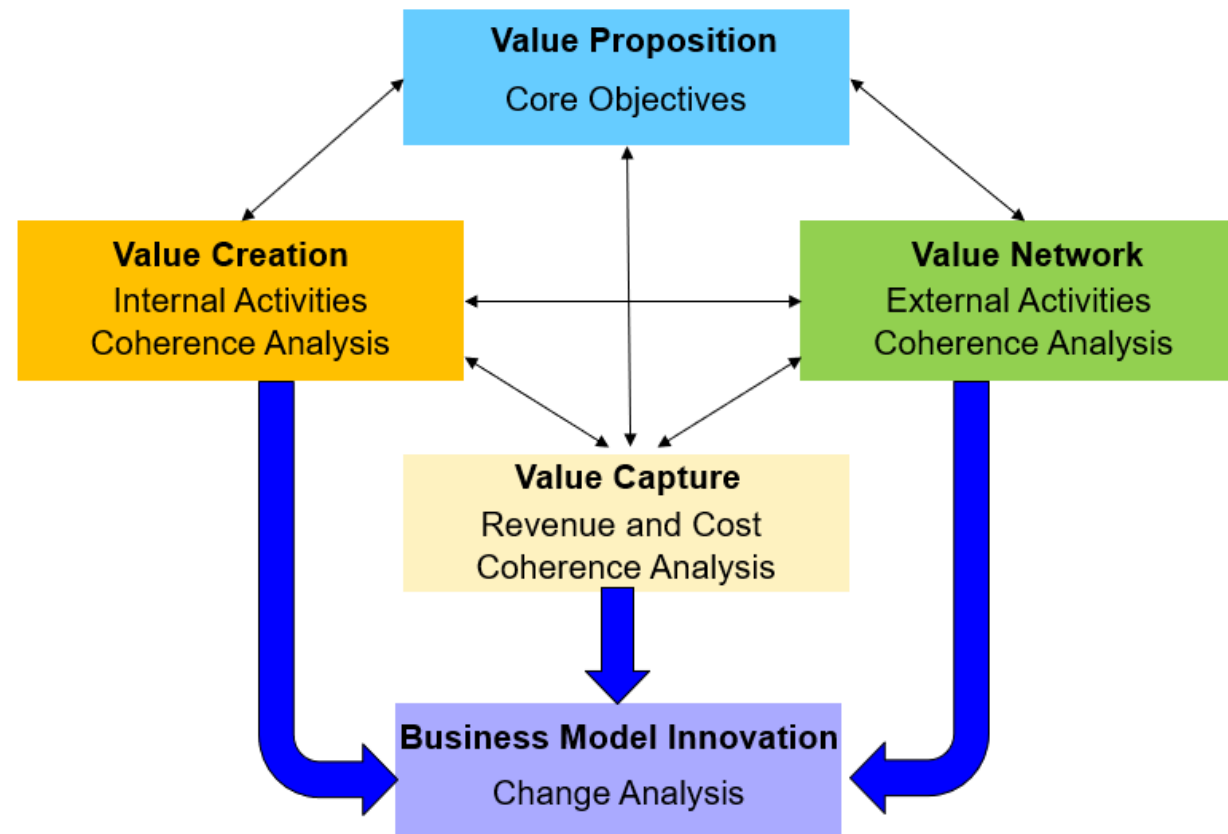 Value Proposition
Core Objectives
Value Creation
Internal Activities
Coherence Analysis
Value Network
External Activities
Coherence Analysis
Value Capture
Revenue and Cost
Coherence Analysis
Business Model Innovation
Change Analysis